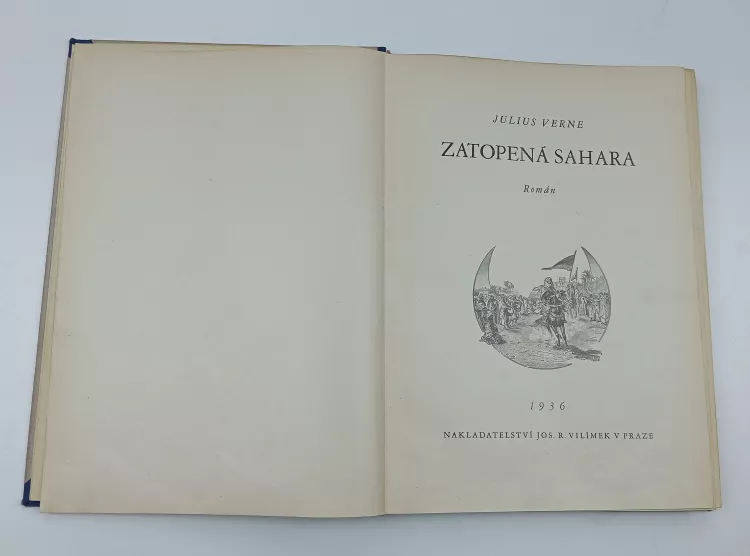 JULIUS VERNE
ZATOPENÁ SAHARA
Román
1936
NAKLADATELSTVÍ JOS. R. VILÍMEK V PRAZE